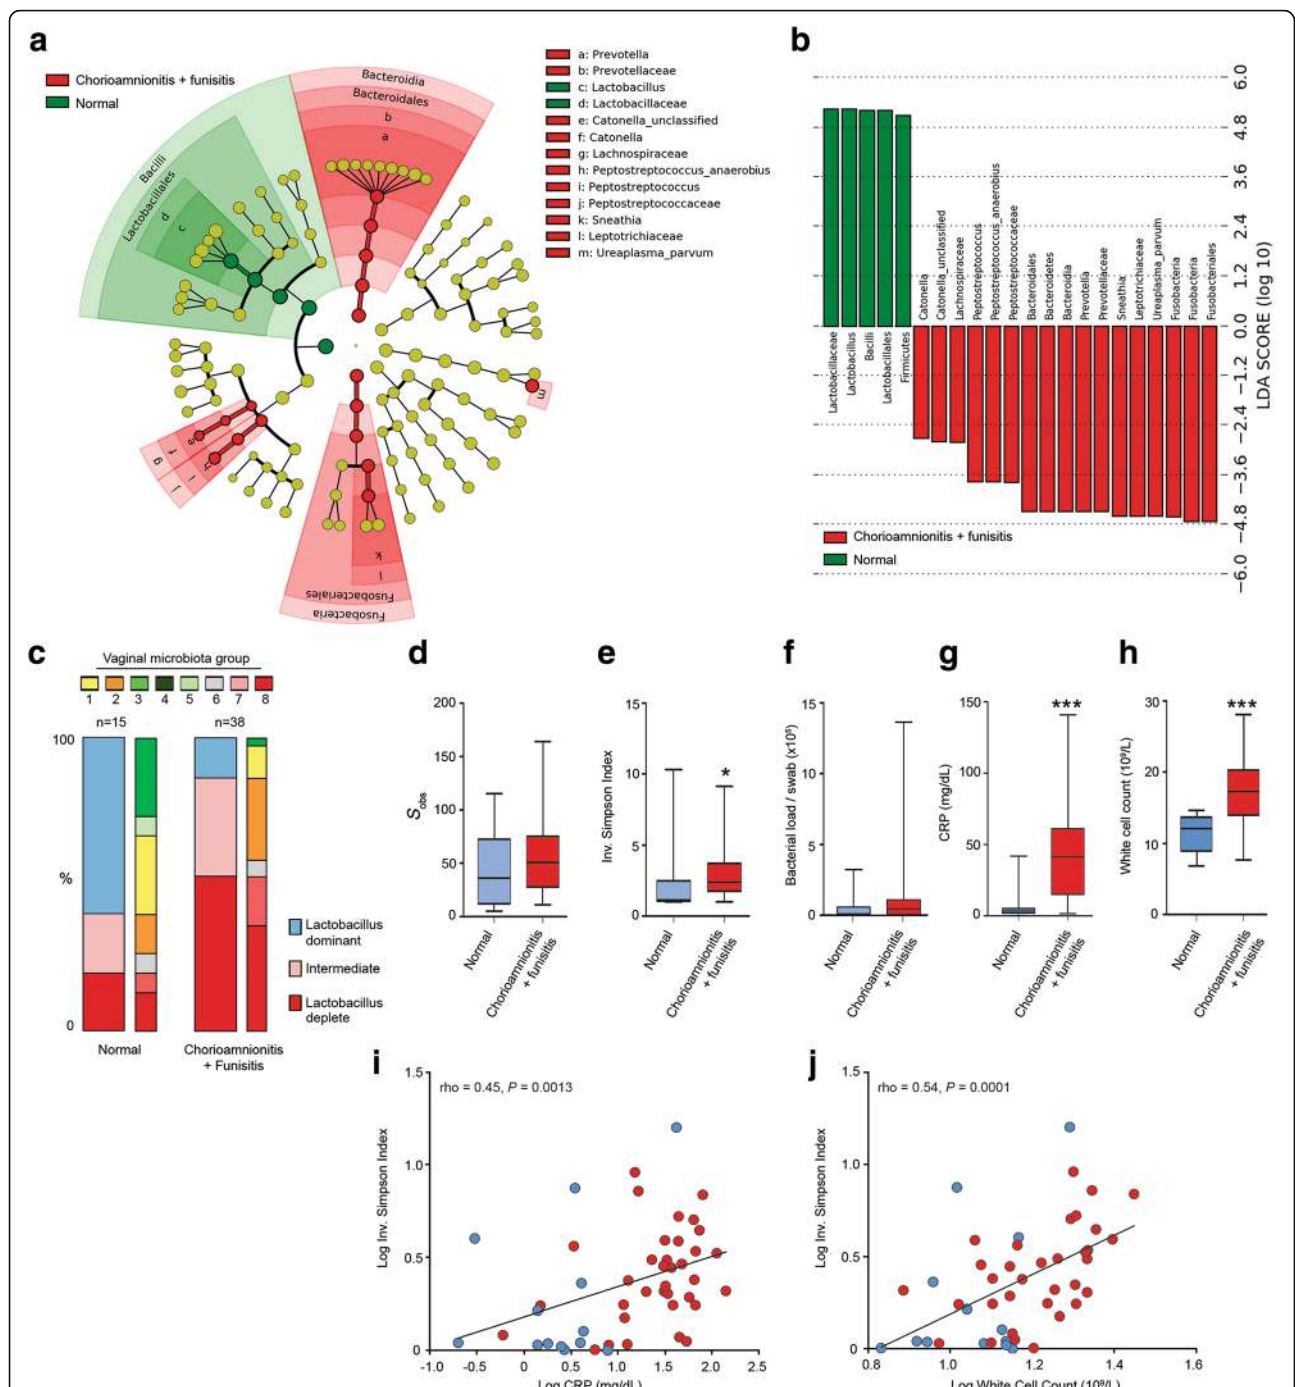 a
Chorioamnionitis + funisitis
Normal
Bacteroidia
Bacteroidales
b
a
Bacilli
Lactobacillales
d
c
e
f
g
h
i
j
m
k
l
Fusobacteriales
Fusobacteria
a: Prevotella
b: Prevotellaceae
c: Lactobacillus
d: Lactobacillaceae
e: Catonella_unclassified
f: Catonella
g: Lachnospiraceae
h: Peptostreptococcus_anaerobius
i: Peptostreptococcus
j: Peptostreptococcaceae
k: Sneathia
l: Leptotrichiaceae
m: Ureaplasma_parvum
b
Lactobacillaceae
Lactobacillus
Bacilli
Lactobacillales
Firmicutes
Catonella
Catonella_unclassified
Lachnospiraceae
Peptostreptococcus
Peptostreptococcus_anaerobius
Peptostreptococcaceae
Bacteroidales
Bacteroidetes
Bacteroidia
Prevotella
Prevotellaceae
Sneathia
Leptotrichiaceae
Ureaplasma_parvum
Fusobacteria
Fusobacteria
Fusobacteriales
6.0
4.8
3.6
2.4
1.2
0.0
−1.2
−2.4
−3.6
−4.8
−6.0
LDA SCORE (log 10)
Chorioamnionitis + funisitis
Normal
c
Vaginal microbiota group
1 2 3 4 5 6 7 8
n=15
n=38
100
%
0
Normal
Chorioamnionitis
+ Funisitis
Lactobacillus
dominant
Intermediate
Lactobacillus
deplete
d
Sobs
200
150
100
50
0
Normal
Chorioamnionitis
+ funisitis
e
Inv. Simpson Index
15
10
5
0
*
Normal
Chorioamnionitis
+ funisitis
f
Bacterial load / swab (x10⁸)
15
10
5
0
Normal
Chorioamnionitis
+ funisitis
g
CRP (mg/dL)
150
100
50
0
***
Normal
Chorioamnionitis
+ funisitis
h
White cell count (10⁹/L)
30
20
10
0
***
Normal
Chorioamnionitis
+ funisitis
i
rho = 0.45, P = 0.0013
Log Inv. Simpson Index
1.5
1.0
0.5
0
-1.0 -0.5 0 0.5 1.0 1.5 2.0 2.5
Log CRP (mg/dL)
j
rho = 0.54, P = 0.0001
Log Inv. Simpson Index
1.5
1.0
0.5
0
0.8 1.0 1.2 1.4 1.6
Log White Cell Count (10⁹/L)